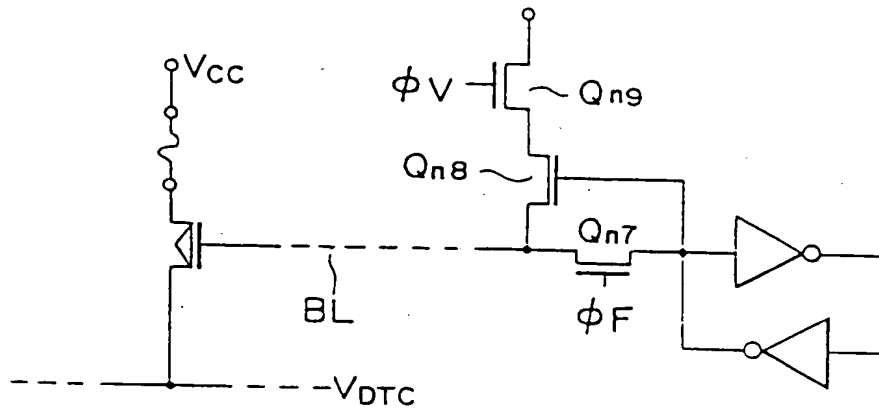 VCC
ϕV
Qn9
Qn8
Qn7
BL
ϕF
VDTC